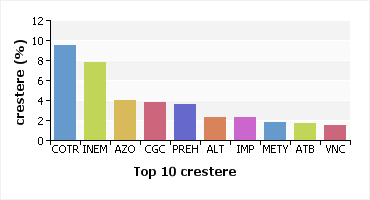 crestere (%)
12
10
8
6
4
2
0
COTR INEM AZO CGC PREH ALT IMP METY ATB VNC
Top 10 crestere